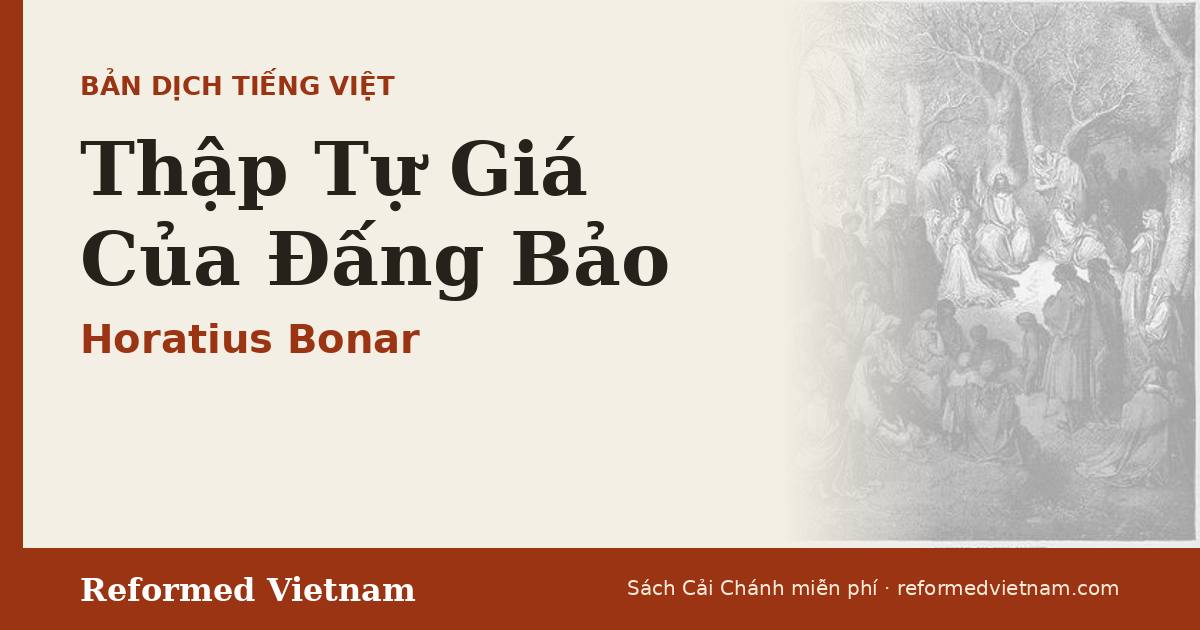 BẢN DỊCH TIẾNG VIỆT
Thập Tự Giá
Của Đấng Bảo
Horatius Bonar
Reformed Vietnam
Sách Cải Chánh miễn phí · reformedvietnam.com